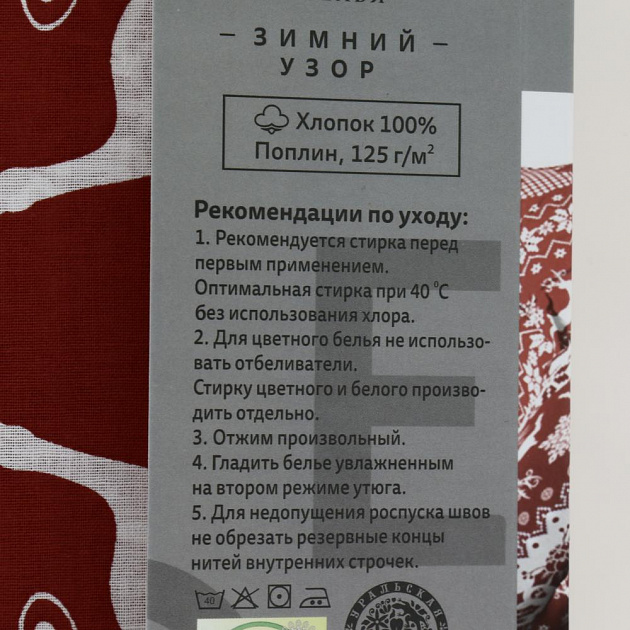 – ЗИМНИЙ –
УЗОР
Хлопок 100%
Поплин, 125 г/м²
Рекомендации по уходу:
1. Рекомендуется стирка перед
первым применением.
Оптимальная стирка при 40 ⁰С
без использования хлора.
2. Для цветного белья не использо-
вать отбеливатели.
Стирку цветного и белого произво-
дить отдельно.
3. Отжим произвольный.
4. Гладить белье увлажненным
на втором режиме утюга.
5. Для недопущения роспуска швов
не обрезать резервные концы
нитей внутренних строчек.
40
УРАЛЬСКАЯ